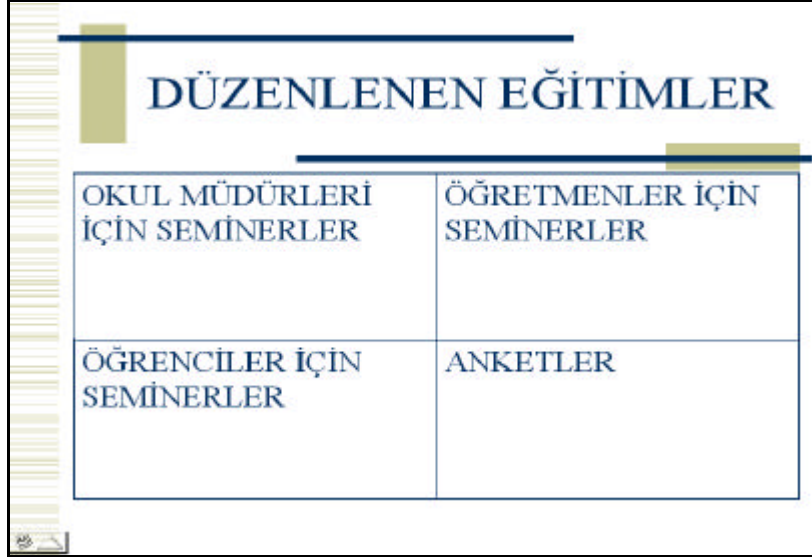 DÜZENLENEN EĞİTİMLER
OKUL MÜDÜRLERİ
İÇİN SEMİNERLER
ÖĞRETMENLER İÇİN
SEMİNERLER
ÖĞRENCİLER İÇİN
SEMİNERLER
ANKETLER